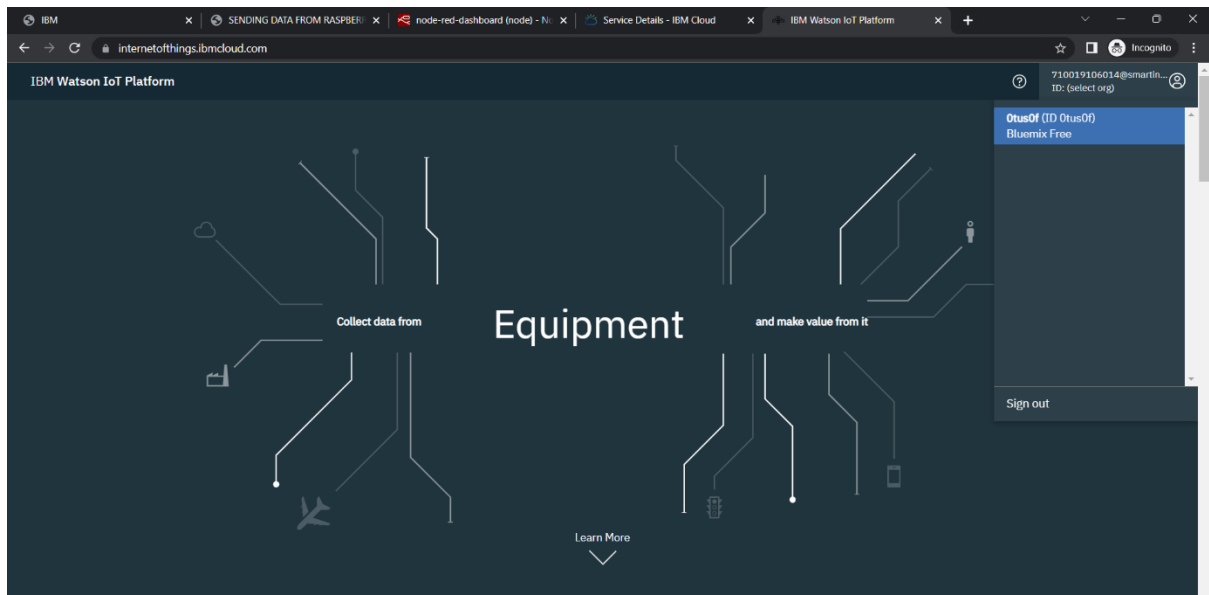 IBM
SENDING DATA FROM RASPBERR
node-red-dashboard (node) - No
Service Details - IBM Cloud
IBM Watson IoT Platform
internetofthings.ibmcloud.com
Incognito
IBM Watson IoT Platform
710019106014@smartin...
ID: (select org)
0tus0f (ID 0tus0f)
Bluemix Free
Sign out
Collect data from
Equipment
and make value from it
Learn More